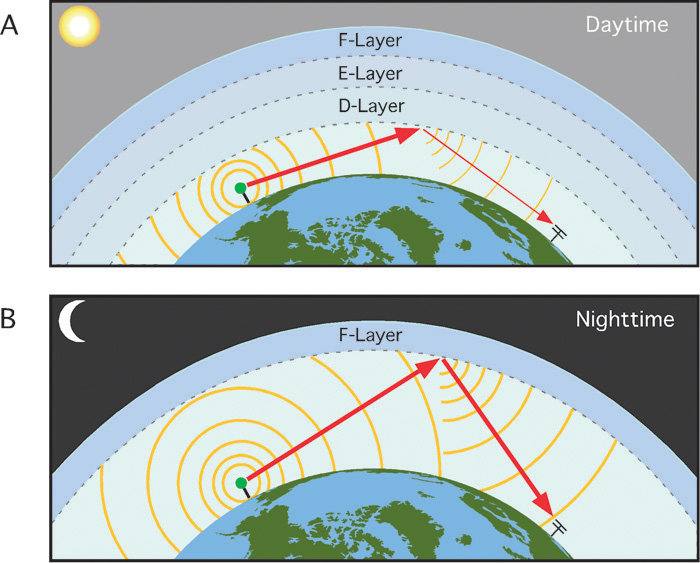 A
Daytime
F-Layer
E-Layer
D-Layer
B
Nighttime
F-Layer